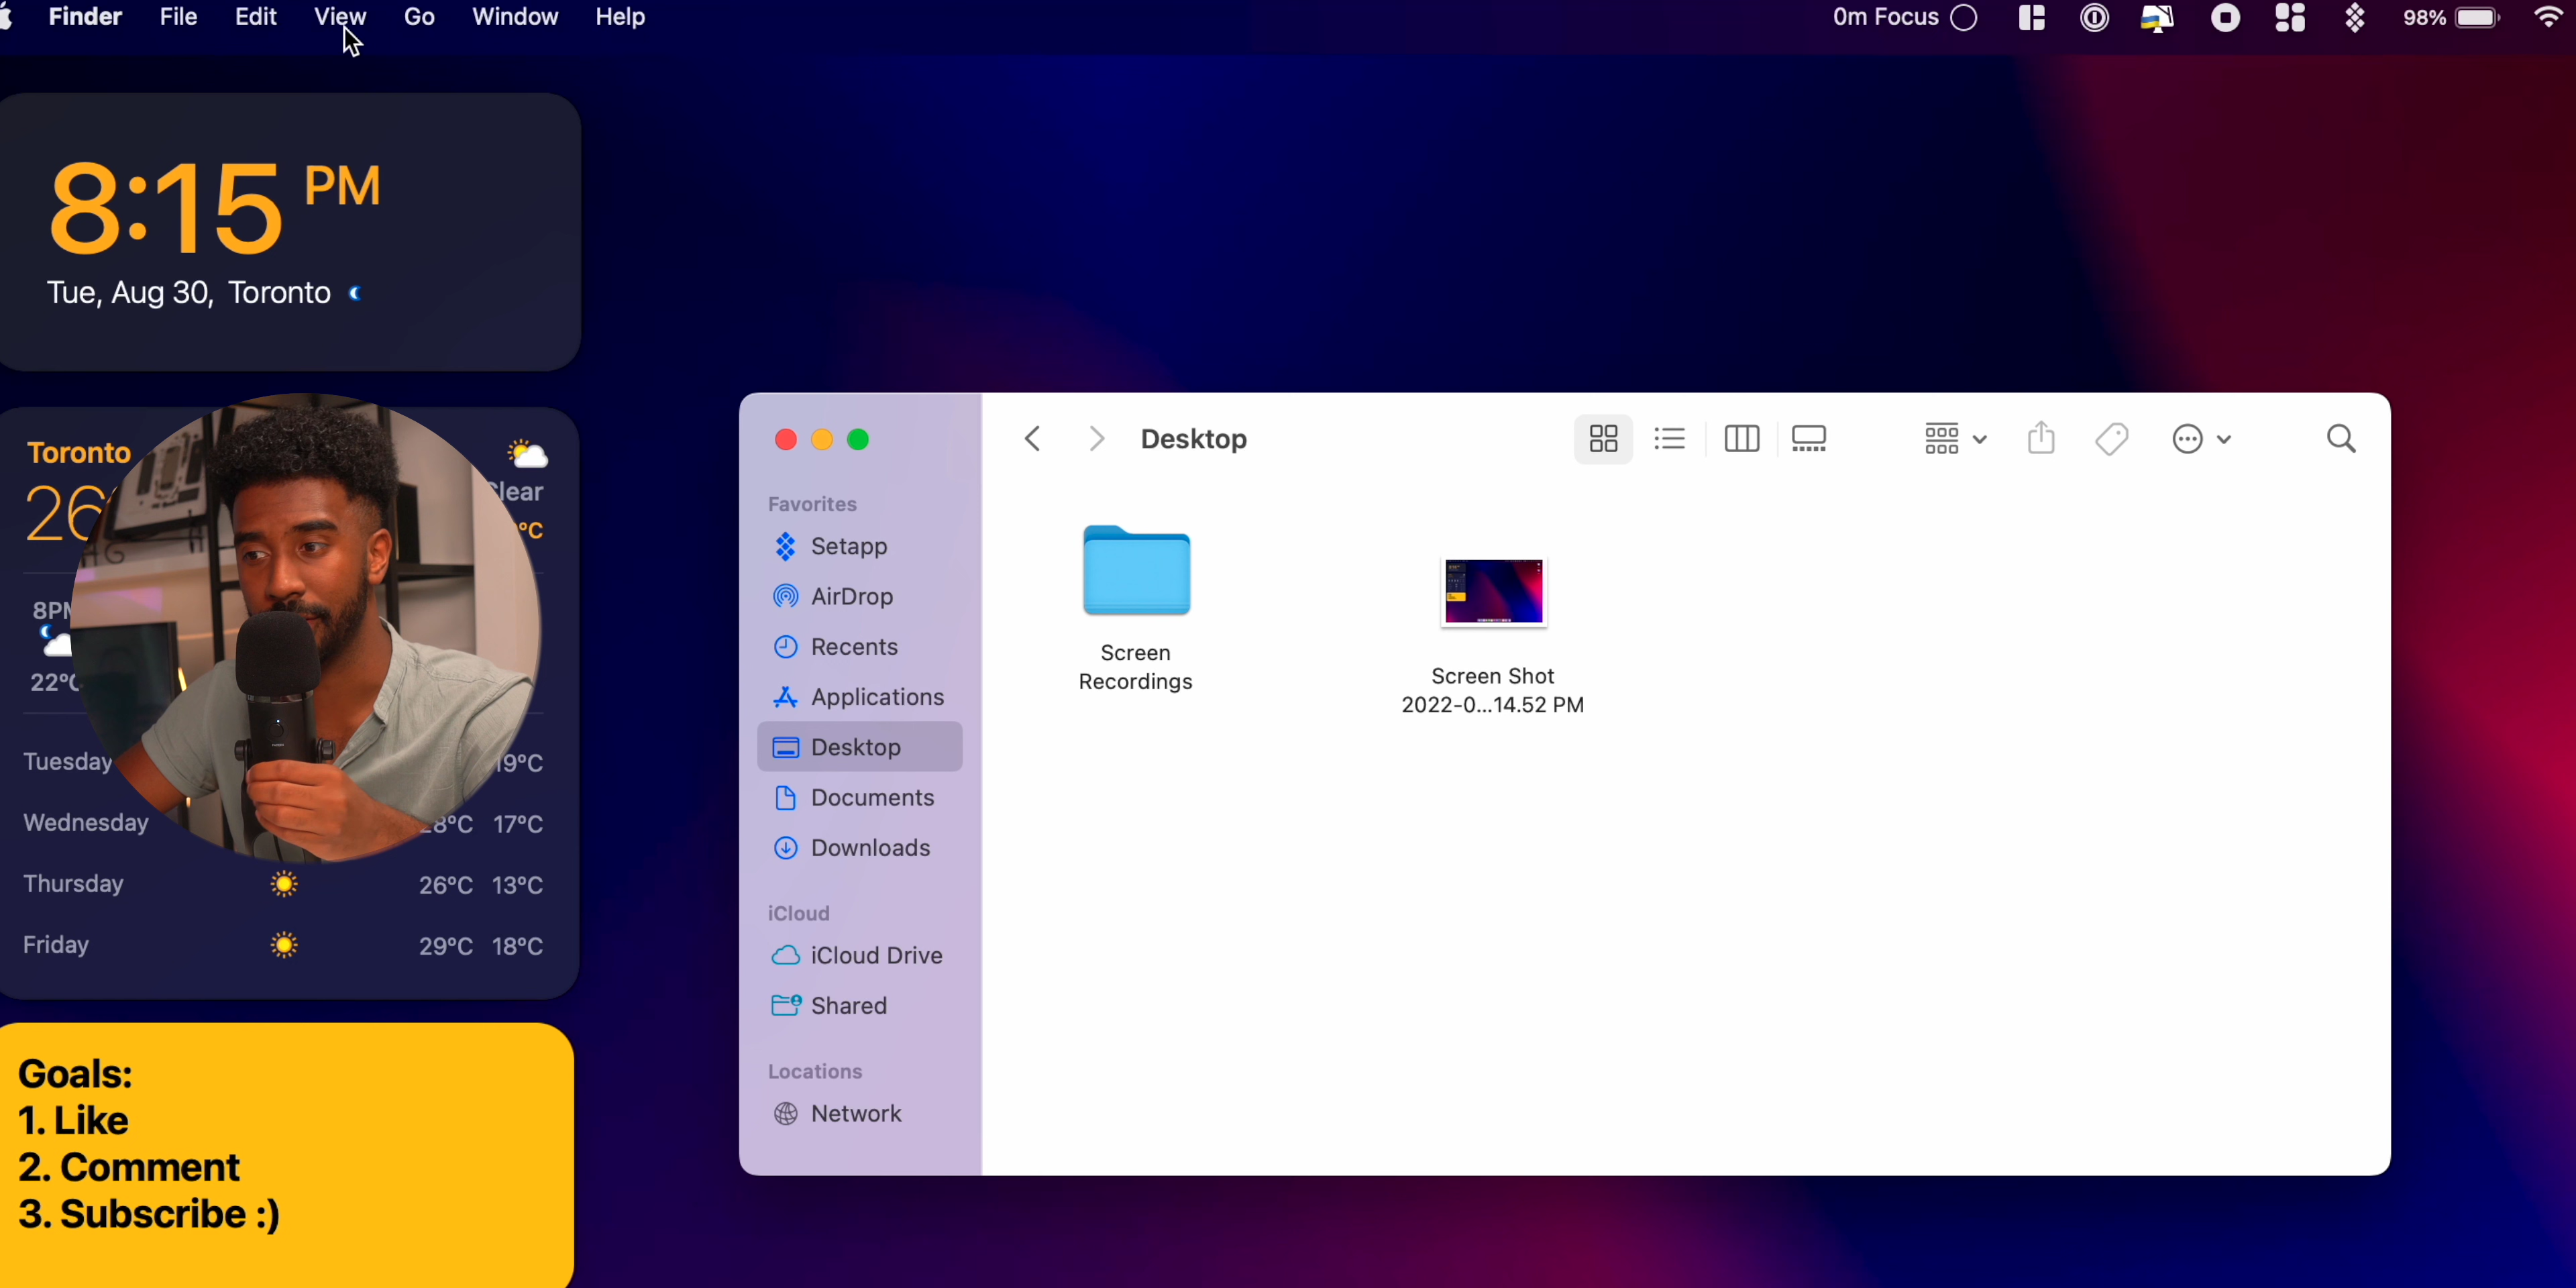 Finder File Edit View Go Window Help 0m Focus 98%
8:15 PM
Tue, Aug 30, Toronto
Toronto
26
Clear
°C
8PM
22°C
Tuesday 19°C
Wednesday 28°C 17°C
Thursday 26°C 13°C
Friday 29°C 18°C
Goals:
1. Like
2. Comment
3. Subscribe :)
Desktop
Favorites
Setapp
AirDrop
Recents
Applications
Desktop
Documents
Downloads
iCloud
iCloud Drive
Shared
Locations
Network
Screen
Recordings
Screen Shot
2022-0...14.52 PM